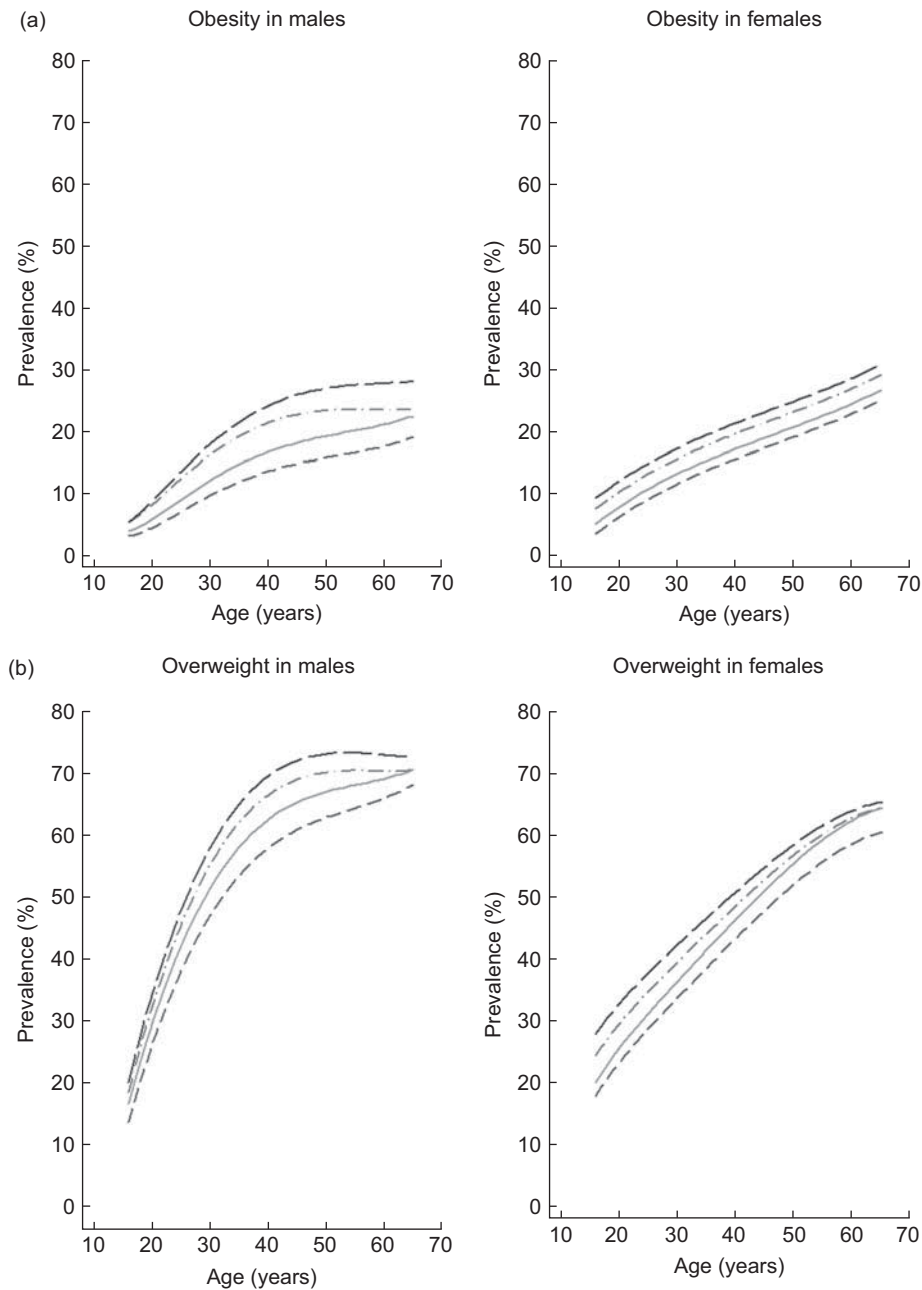 (a)
Obesity in males
Obesity in females
80
70
60
50
40
30
20
10
0
Prevalence (%)
10 20 30 40 50 60 70
Age (years)
80
70
60
50
40
30
20
10
0
Prevalence (%)
10 20 30 40 50 60 70
Age (years)
(b)
Overweight in males
Overweight in females
80
70
60
50
40
30
20
10
0
Prevalence (%)
10 20 30 40 50 60 70
Age (years)
80
70
60
50
40
30
20
10
0
Prevalence (%)
10 20 30 40 50 60 70
Age (years)